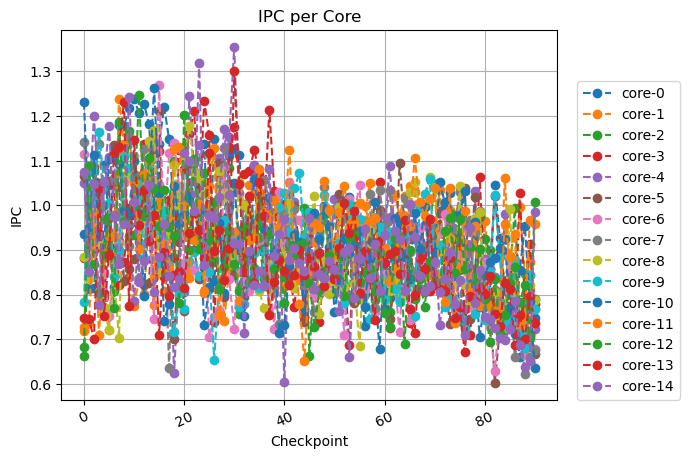 IPC per Core
IPC
1.3
1.2
1.1
1.0
0.9
0.8
0.7
0.6
0
20
40
60
80
Checkpoint
core-0
core-1
core-2
core-3
core-4
core-5
core-6
core-7
core-8
core-9
core-10
core-11
core-12
core-13
core-14